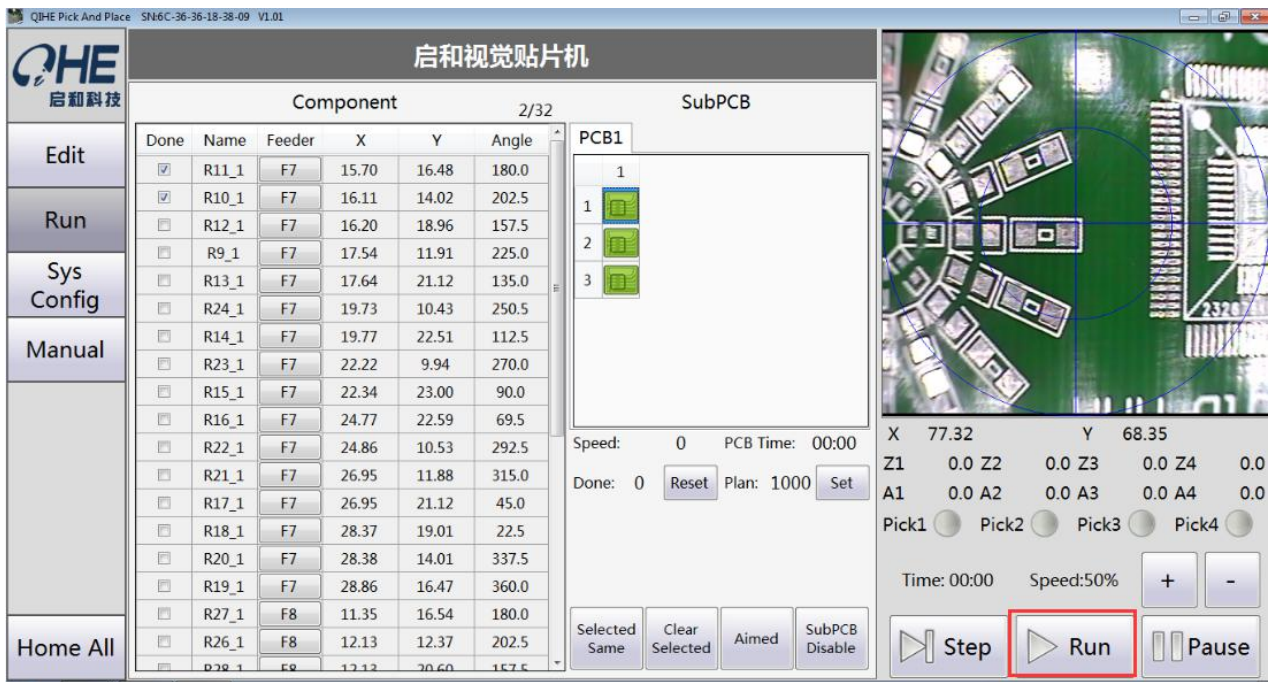 QIHE Pick And Place SN:6C-36-36-18-38-09 V1.01
QHE
启和科技
启和视觉贴片机
Edit
Run
Sys
Config
Manual
Home All
Component 2/32
Done Name Feeder X Y Angle
R11_1 F7 15.70 16.48 180.0
R10_1 F7 16.11 14.02 202.5
R12_1 F7 16.20 18.96 157.5
R9_1 F7 17.54 11.91 225.0
R13_1 F7 17.64 21.12 135.0
R24_1 F7 19.73 10.43 250.5
R14_1 F7 19.77 22.51 112.5
R23_1 F7 22.22 9.94 270.0
R15_1 F7 22.34 23.00 90.0
R16_1 F7 24.77 22.59 69.5
R22_1 F7 24.86 10.53 292.5
R21_1 F7 26.95 11.88 315.0
R17_1 F7 26.95 21.12 45.0
R18_1 F7 28.37 19.01 22.5
R20_1 F7 28.38 14.01 337.5
R19_1 F7 28.86 16.47 360.0
R27_1 F8 11.35 16.54 180.0
R26_1 F8 12.13 12.37 202.5
R28_1 F8 12.13 20.60 157.5
SubPCB
PCB1
1
1
2
3
Speed: 0 PCB Time: 00:00
Done: 0 Reset Plan: 1000 Set
Selected
Same
Clear
Selected
Aimed
SubPCB
Disable
2328
X 77.32 Y 68.35
Z1 0.0 Z2 0.0 Z3 0.0 Z4 0.0
A1 0.0 A2 0.0 A3 0.0 A4 0.0
Pick1 Pick2 Pick3 Pick4
Time: 00:00 Speed:50% + -
Step Run Pause